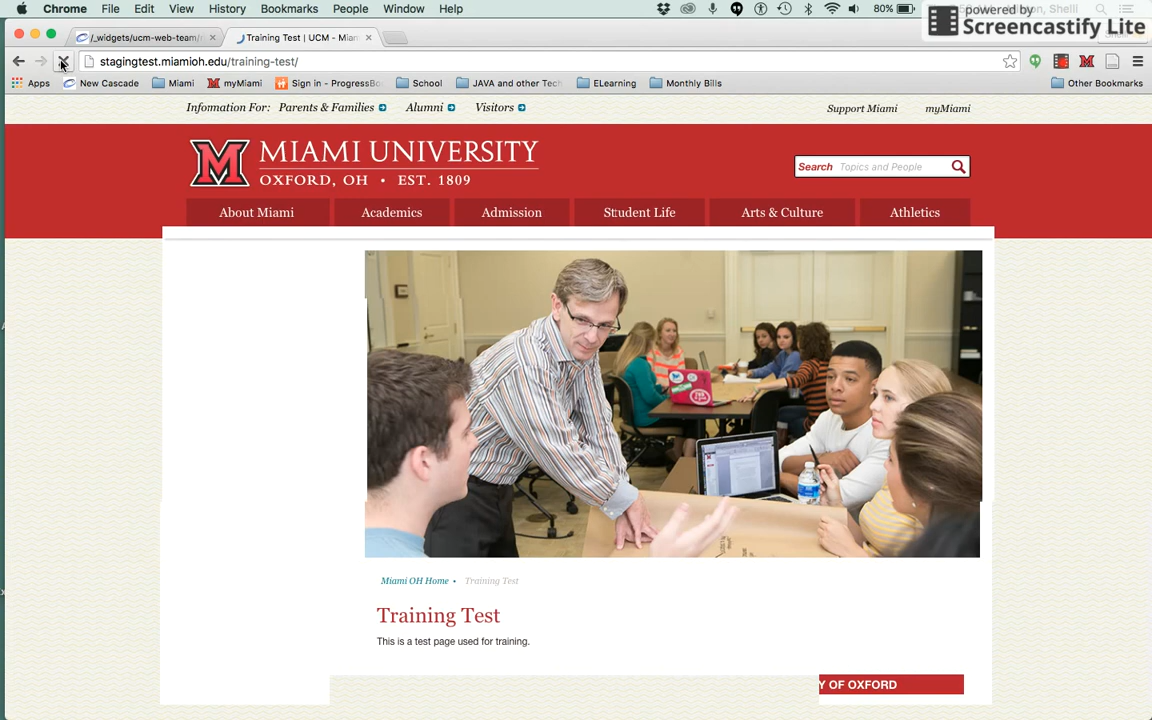 Chrome File Edit View History Bookmarks People Window Help 80%
powered by
Screencastify Lite
/_widgets/ucm-web-team/
Training Test | UCM - Miam
stagingtest.miamioh.edu/training-test/
Apps New Cascade Miami myMiami Sign in - ProgressBo School JAVA and other Tech ELearning Monthly Bills Other Bookmarks
Infomation For: Parents & Families Alumni Visitors Support Miami myMiami
M MIAMI UNIVERSITY
OXFORD, OH • EST. 1809
Search Topics and People
About Miami Academics Admission Student Life Arts & Culture Athletics
Miami OH Home • Training Test
Training Test
This is a test page used for training.
Y OF OXFORD